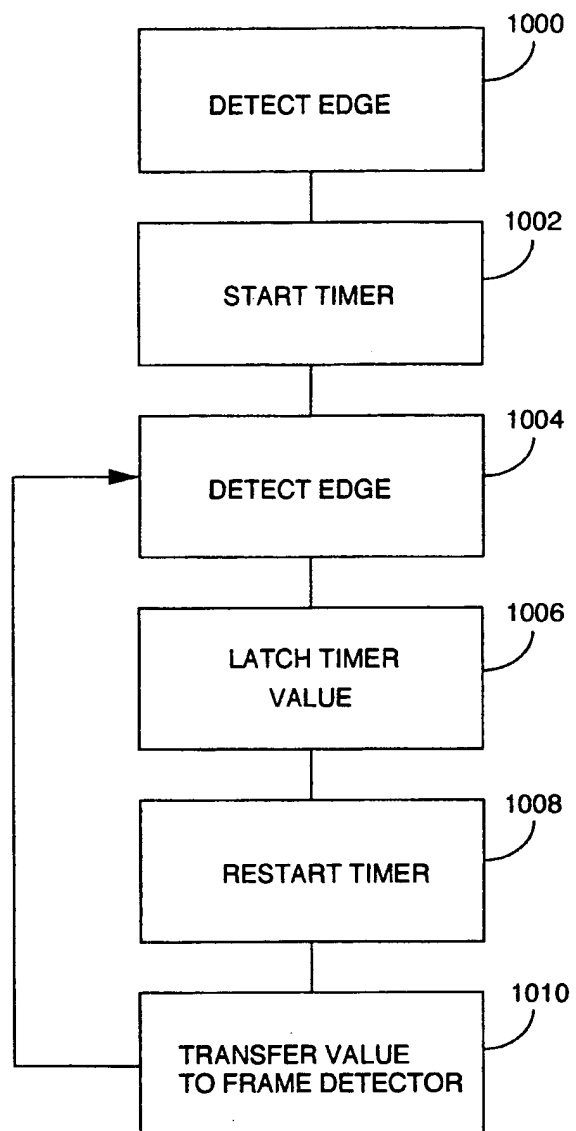 1000
DETECT EDGE
1002
START TIMER
1004
DETECT EDGE
1006
LATCH TIMER
VALUE
1008
RESTART TIMER
1010
TRANSFER VALUE
TO FRAME DETECTOR